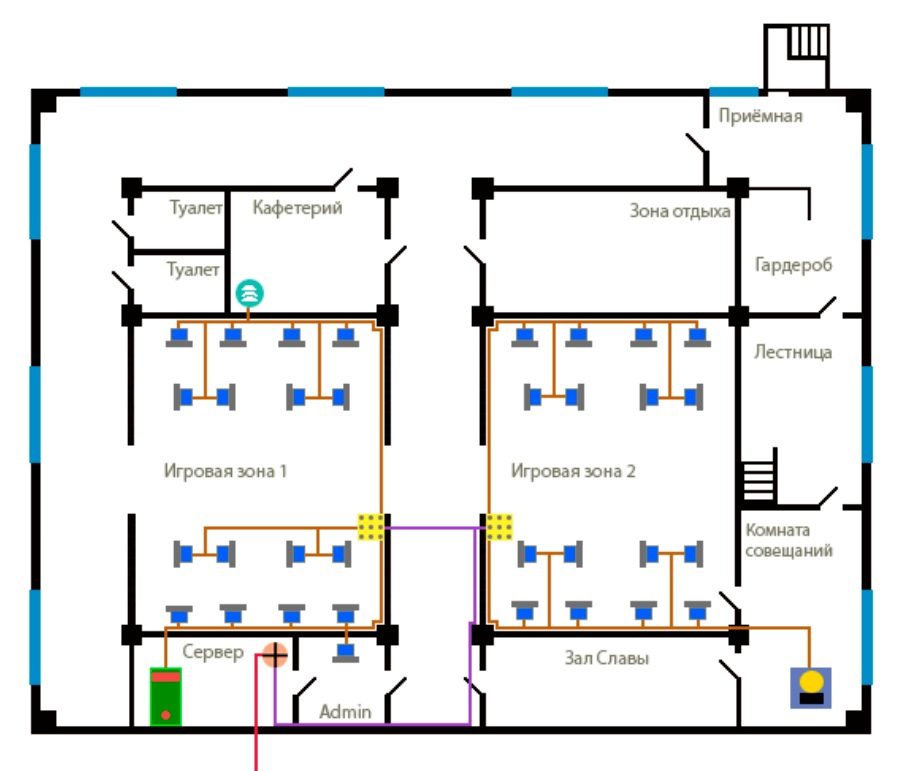 Приёмная
Туалет
Кафетерий
Зона отдыха
Туалет
Гардероб
Лестница
Игровая зона 1
Игровая зона 2
Комната
совещаний
Сервер
Зал Славы
Admin